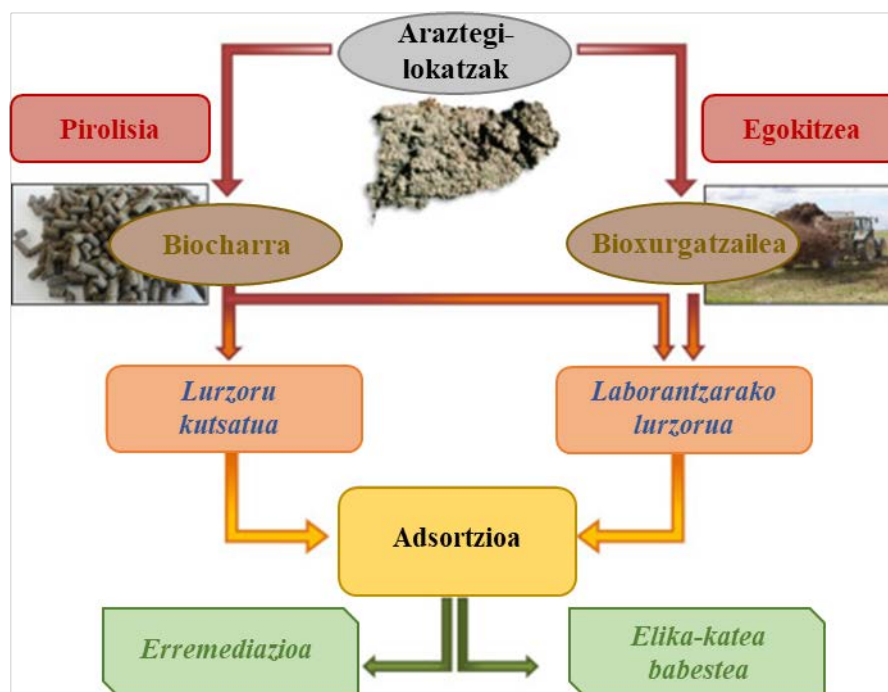 Araztegi-
lokatzak
Pirolisia
Egokitzea
Biocharra
Bioxurgatzailea
Lurzoru
kutsatua
Laborantzarako
lurzorua
Adsortzioa
Erremediazioa
Elika-katea
babestea